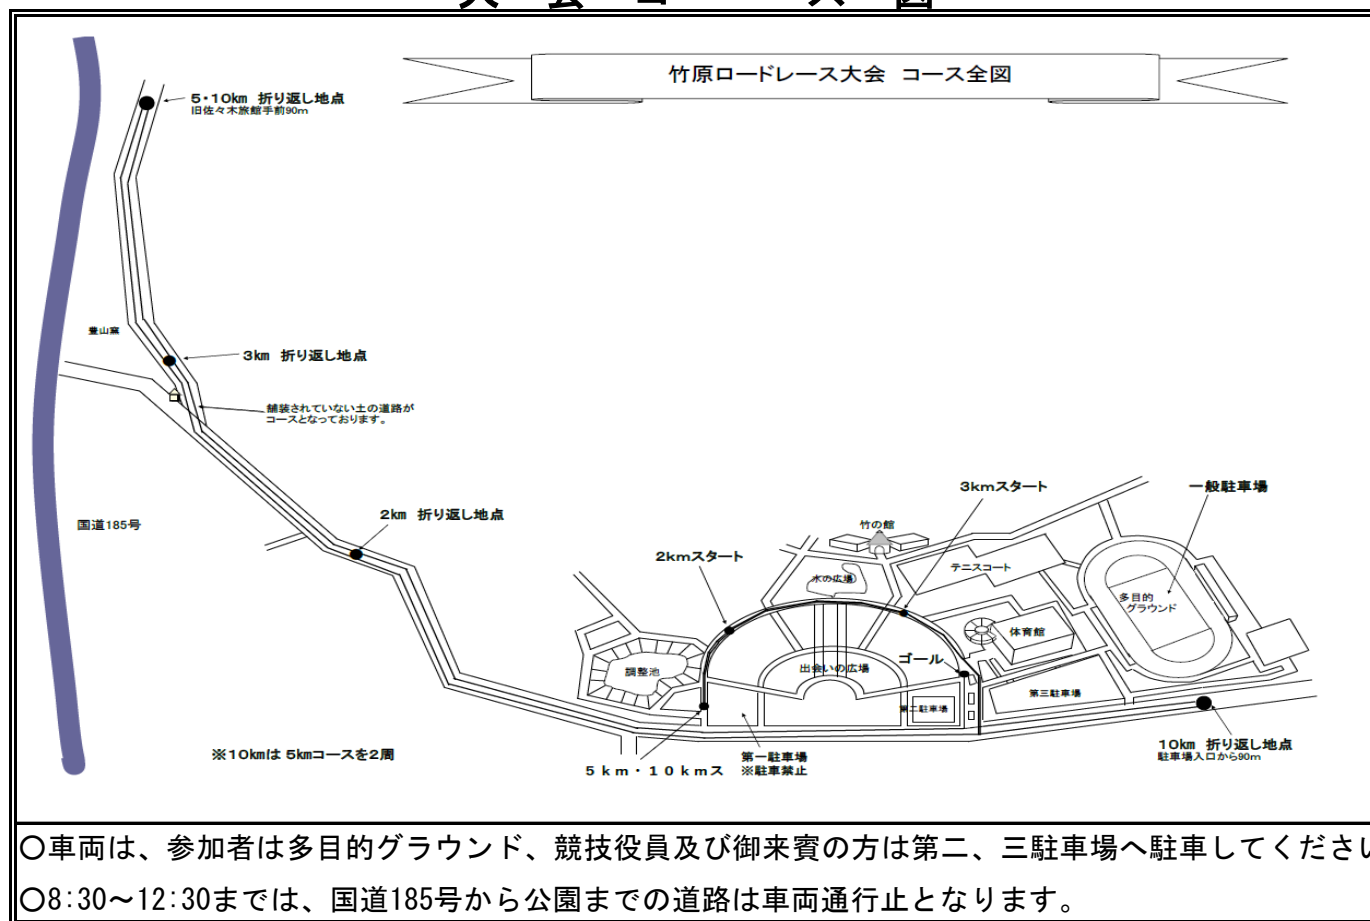 大 会 コ ー ス 図
竹原ロードレース大会 コース全図
5・10km 折り返し地点
旧佐々木旅館手前90m
豊山窯
3km 折り返し地点
舗装されていない土の道路が
コースとなっております。
国道185号
2km 折り返し地点
3kmスタート
一般駐車場
竹の館
2kmスタート
水の広場
テニスコート
多目的
グラウンド
体育館
調整池
出会いの広場
ゴール
第三駐車場
第二駐車場
10km 折り返し地点
駐車場入口から90m
※10kmは 5kmコースを2周
第一駐車場
※駐車禁止
5km・10kmス
〇車両は、参加者は多目的グラウンド、競技役員及び御来賓の方は第二、三駐車場へ駐車してください
〇8:30～12:30までは、国道185号から公園までの道路は車両通行止となります。